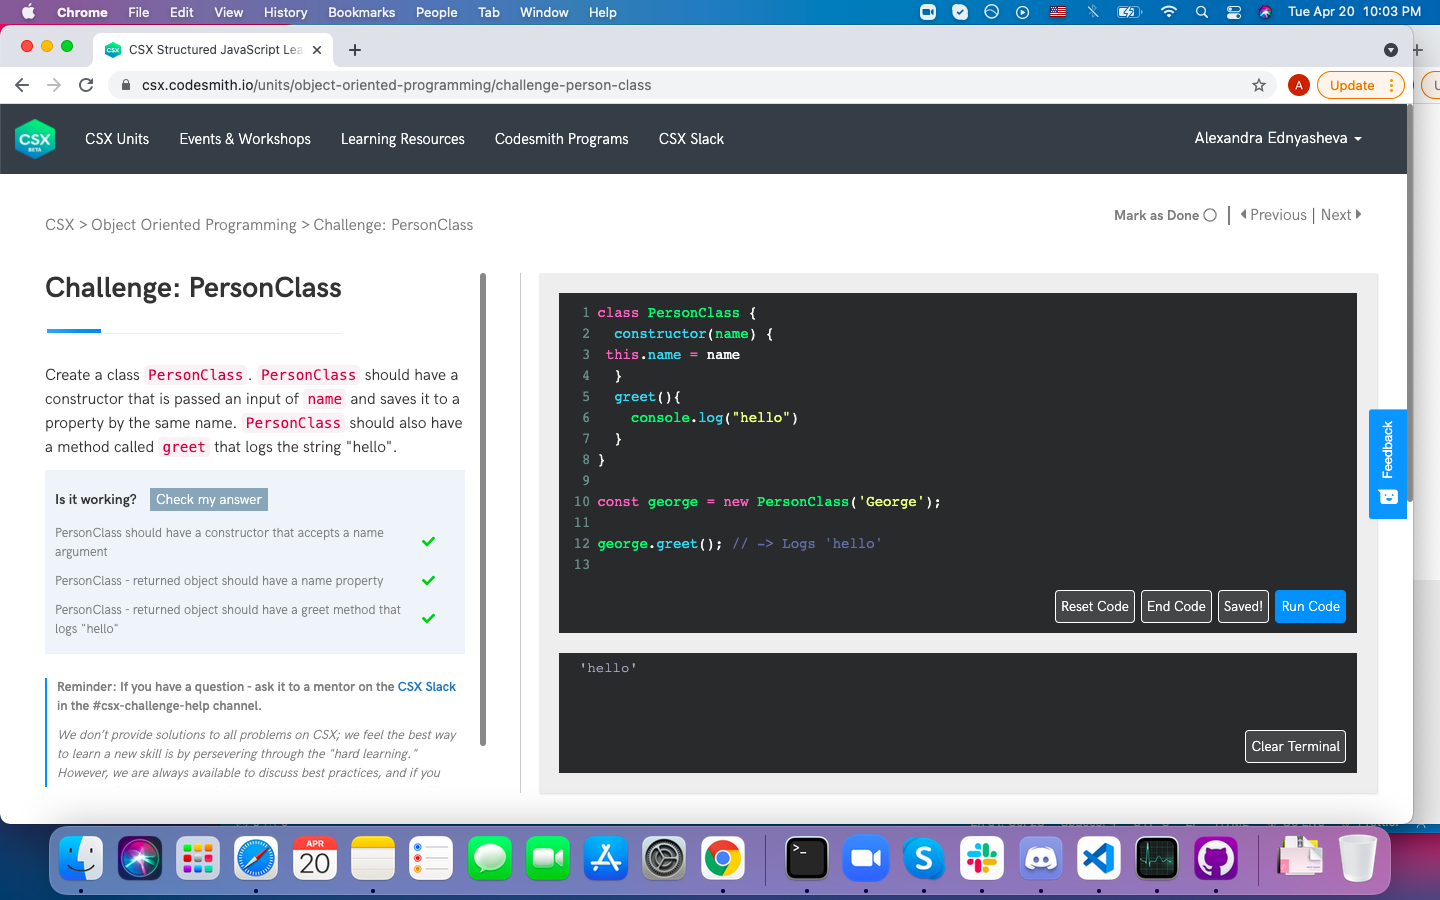 Chrome File Edit View History Bookmarks People Tab Window Help Tue Apr 20 10:03 PM
CSX Structured JavaScript Lea
csx.codesmith.io/units/object-oriented-programming/challenge-person-class
A
Update
CSX
BETA
CSX Units Events & Workshops Learning Resources Codesmith Programs CSX Slack
Alexandra Ednyasheva
CSX > Object Oriented Programming > Challenge: PersonClass
Mark as Done | Previous | Next
Challenge: PersonClass
Create a class PersonClass. PersonClass should have a
constructor that is passed an input of name and saves it to a
property by the same name. PersonClass should also have
a method called greet that logs the string "hello".
Is it working? Check my answer
PersonClass should have a constructor that accepts a name
argument
PersonClass - returned object should have a name property
PersonClass - returned object should have a greet method that
logs "hello"
Reminder: If you have a question - ask it to a mentor on the CSX Slack
in the #csx-challenge-help channel.
We don't provide solutions to all problems on CSX; we feel the best way
to learn a new skill is by persevering through the "hard learning."
However, we are always available to discuss best practices, and if you
1 class PersonClass {
2 constructor(name) {
3 this.name = name
4 }
5 greet(){
6 console.log("hello")
7 }
8 }
9
10 const george = new PersonClass('George');
11
12 george.greet(); // -> Logs 'hello'
13
Reset Code End Code Saved! Run Code
'hello'
Clear Terminal
Feedback
APR
20